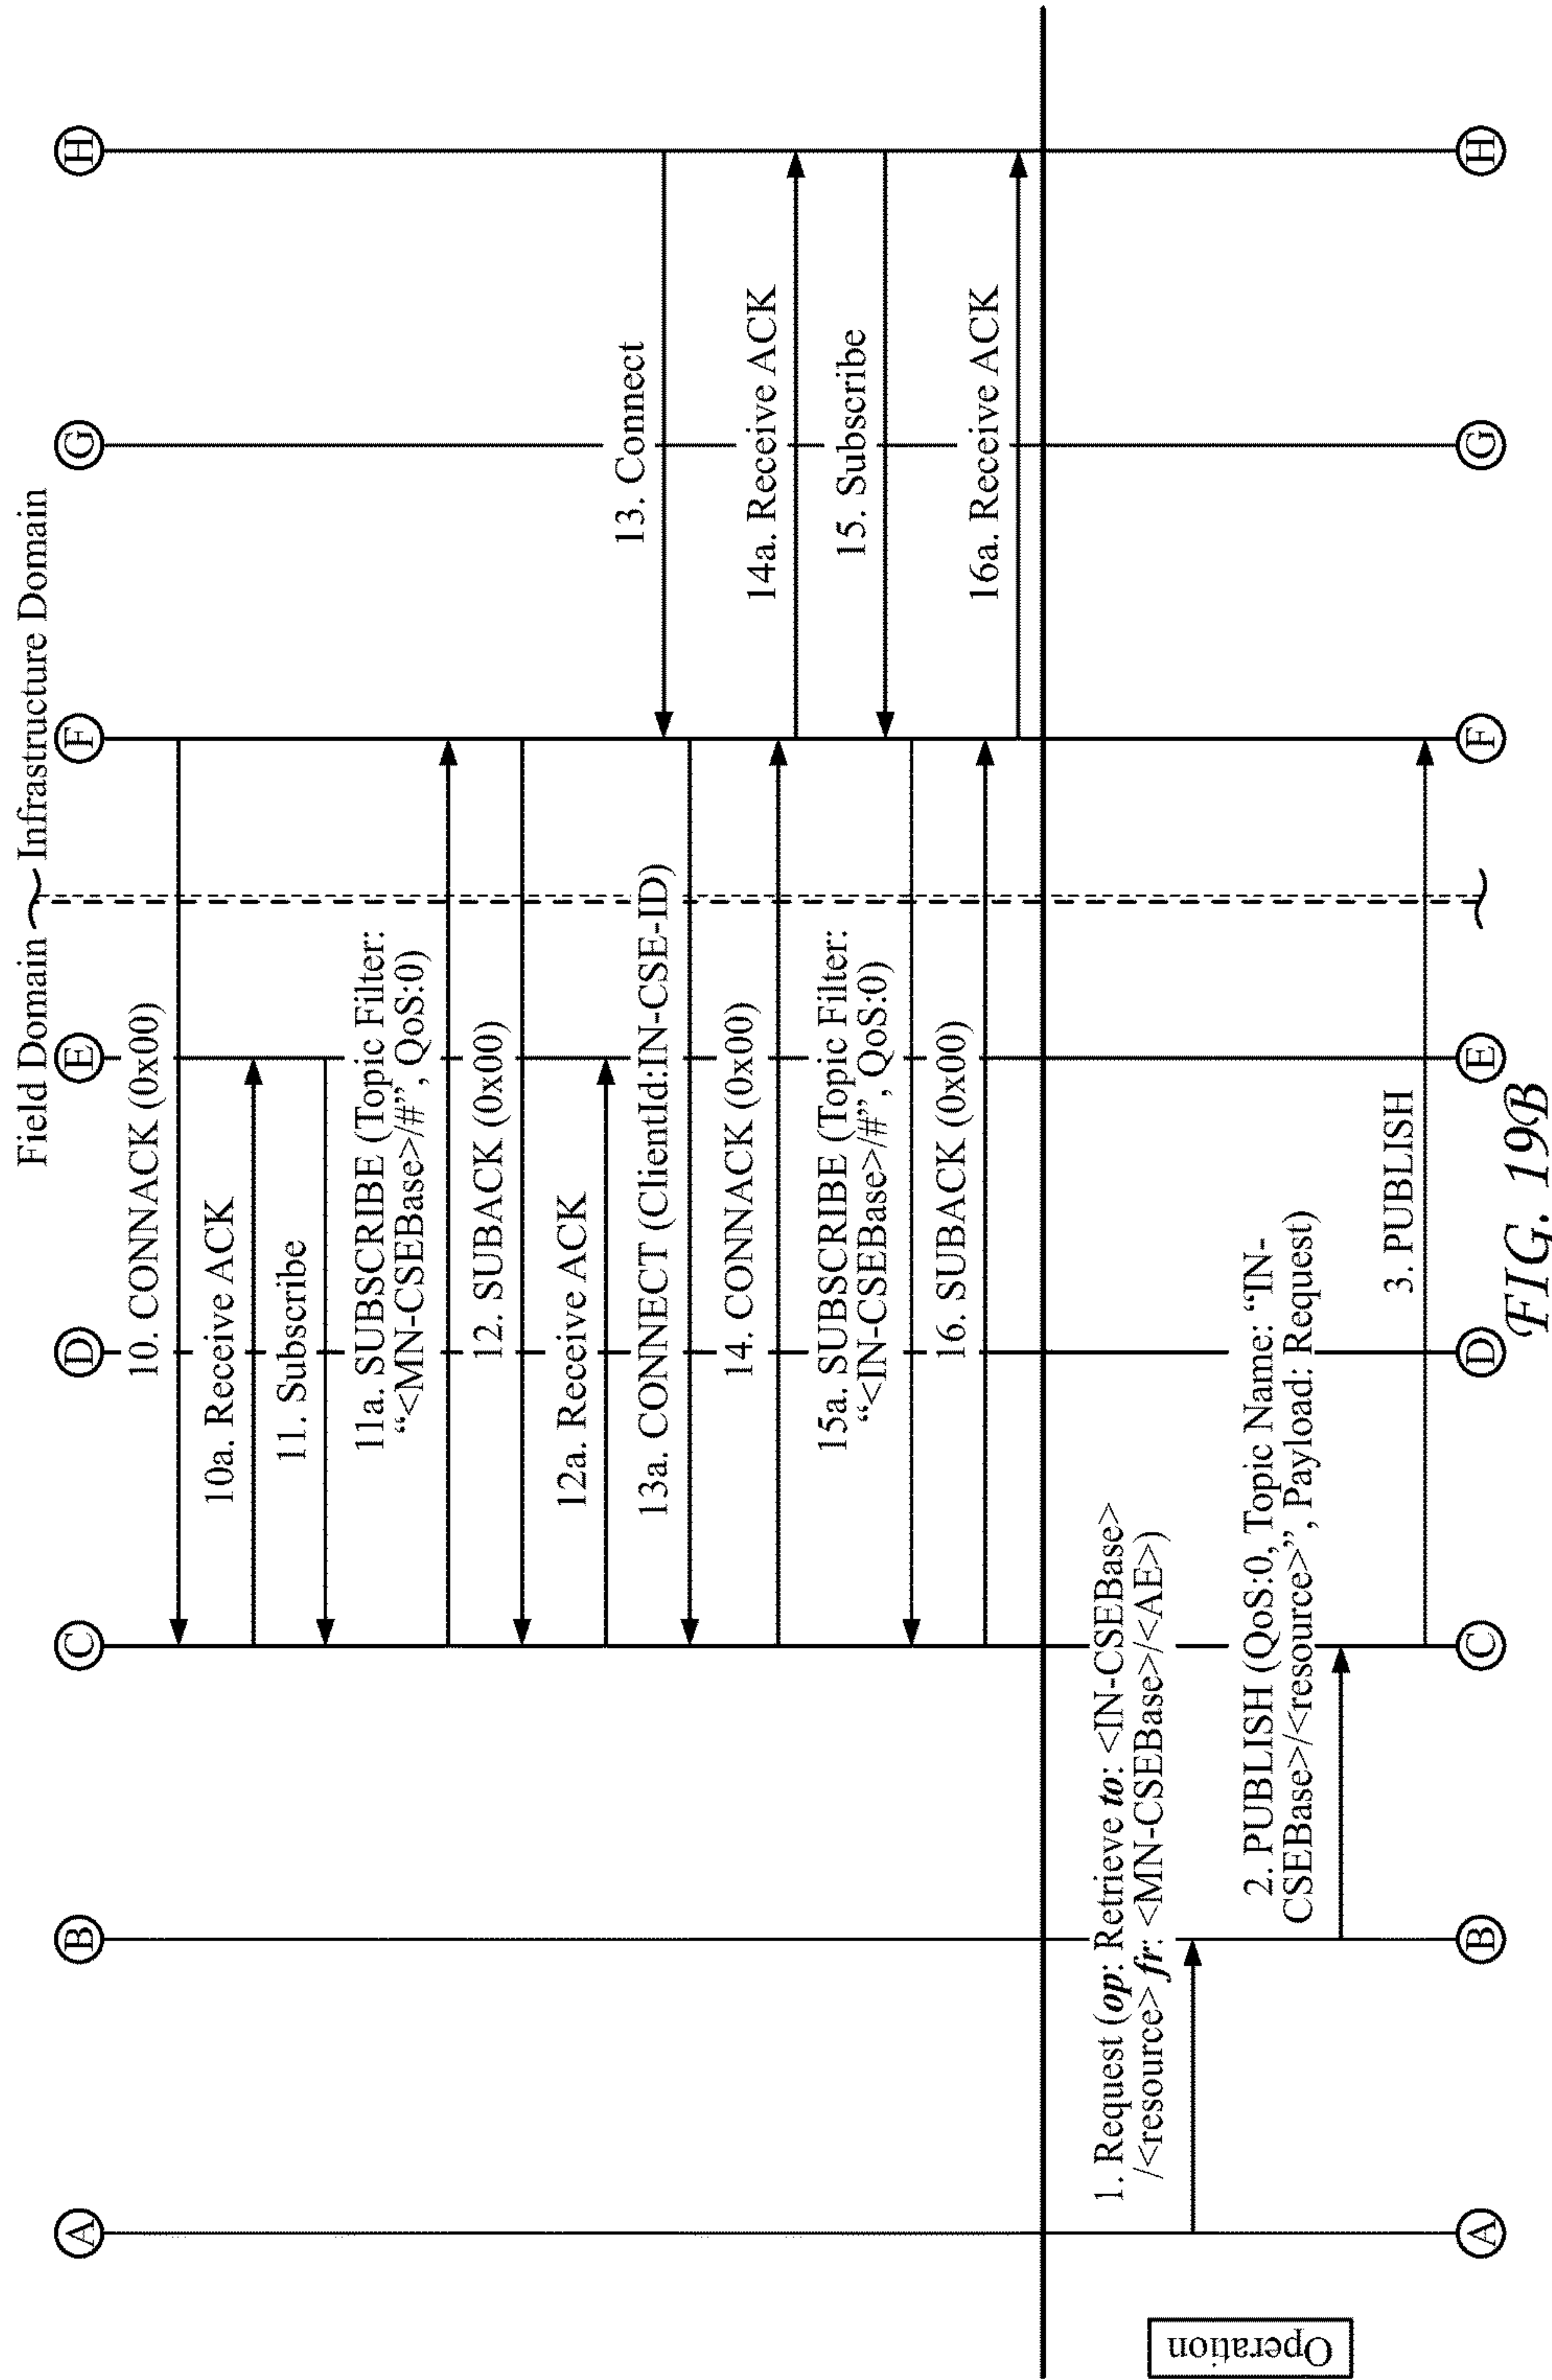 Field Domain
Infrastructure Domain
A
B
C
D
E
F
G
H
10. CONNACK (0x00)
10a. Receive ACK
11. Subscribe
11a. SUBSCRIBE (Topic Filter:
“<MN-CSEBase>/#”, QoS:0)
12. SUBACK (0x00)
12a. Receive ACK
13. Connect
13a. CONNECT (ClientId:IN-CSE-ID)
14. CONNACK (0x00)
14a. Receive ACK
15. Subscribe
15a. SUBSCRIBE (Topic Filter:
“<IN-CSEBase>/#”, QoS:0)
16. SUBACK (0x00)
16a. Receive ACK
Operation
1. Request (op: Retrieve to: <IN-CSEBase>
/<resource> fr: <MN-CSEBase>/<AE>)
2. PUBLISH (QoS:0, Topic Name: “IN-
CSEBase>/<resource>”, Payload: Request)
3. PUBLISH
A
B
C
D
E
F
G
H
FIG. 19B